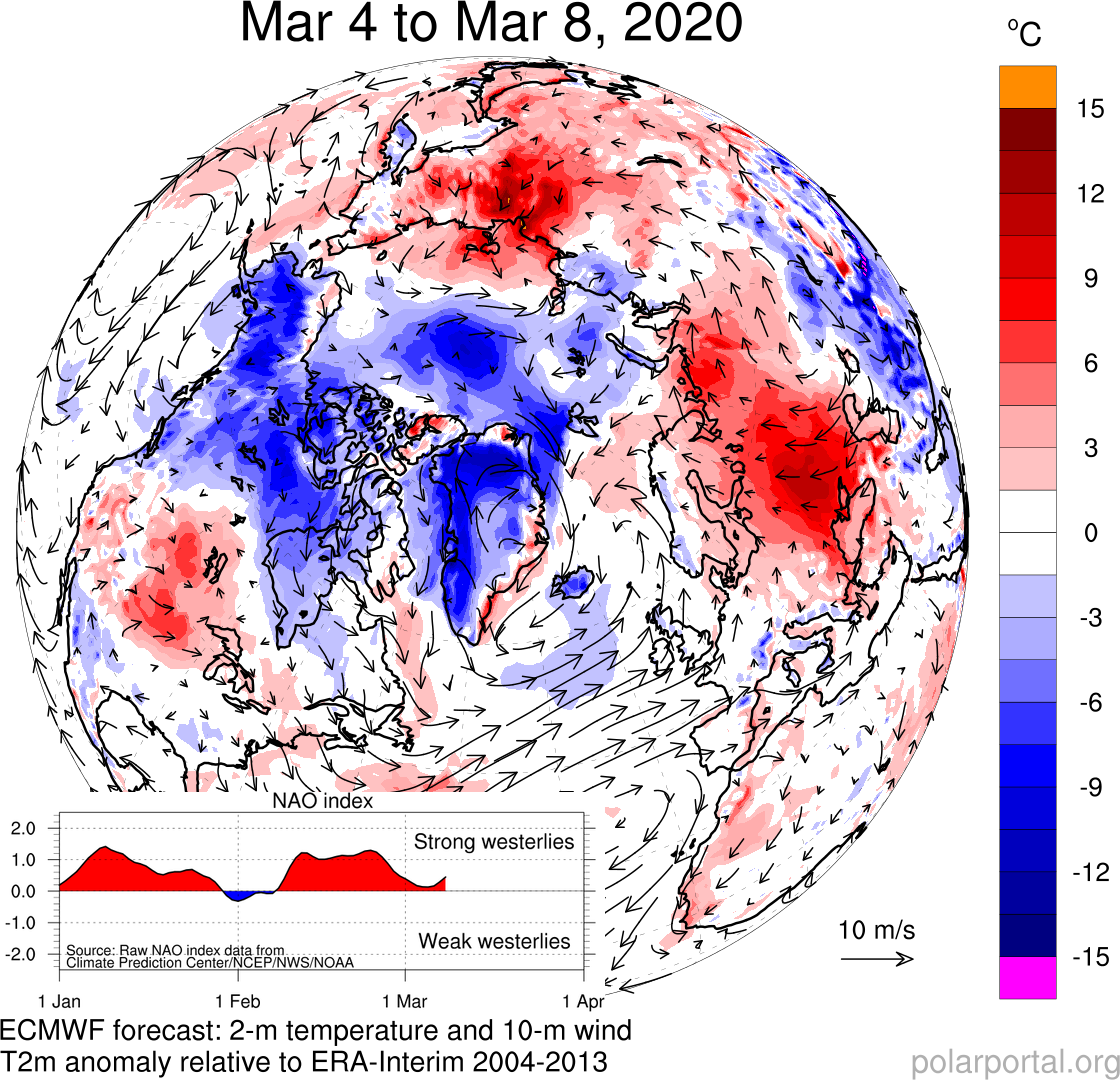 Mar 4 to Mar 8, 2020
°C
15
12
9
6
3
0
-3
-6
-9
-12
-15
NAO index
2.0
1.0
0.0
-1.0
-2.0
Strong westerlies
Weak westerlies
Source: Raw NAO index data from
Climate Prediction Center/NCEP/NWS/NOAA
1 Jan
1 Feb
1 Mar
1 Apr
10 m/s
ECMWF forecast: 2-m temperature and 10-m wind
T2m anomaly relative to ERA-Interim 2004-2013
polarportal.org